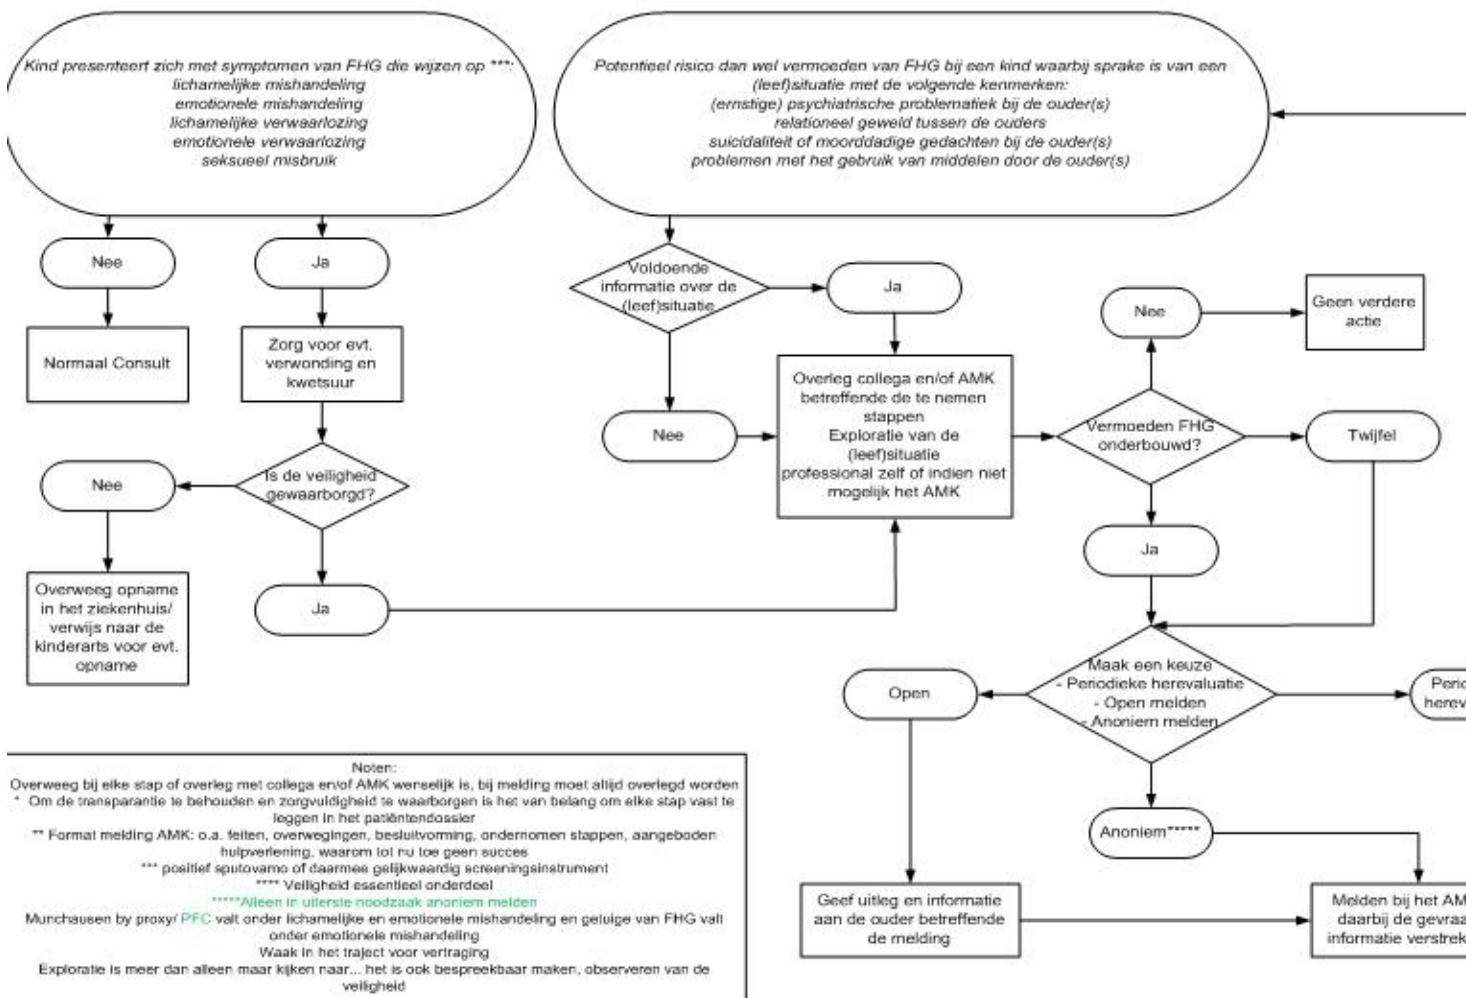 Kind presenteert zich met symptomen van FHG die wijzen op ***:
lichamelijke mishandeling
emotionele mishandeling
lichamelijke verwaarlozing
emotionele verwaarlozing
seksueel misbruik
Potentieel risico dan wel vermoeden van FHG bij een kind waarbij sprake is van een
(leef)situatie met de volgende kenmerken:
(ernstige) psychiatrische problematiek bij de ouder(s)
relationeel geweld tussen de ouders
suicidaliteit of moorddadige gedachten bij de ouder(s)
problemen met het gebruik van middelen door de ouder(s)
Nee
Ja
Normaal Consult
Zorg voor evt.
verwonding en
kwetsuur
Is de veiligheid
gewaarborgd?
Nee
Overweeg opname
in het ziekenhuis/
verwijs naar de
kinderarts voor evt.
opname
Ja
Voldoende
informatie over de
(leef)situatie
Ja
Nee
Overleg collega en/of AMK
betreffende de te nemen
stappen
Exploratie van de
(leef)situatie
professional zelf of indien niet
mogelijk het AMK
Vermoeden FHG
onderbouwd?
Nee
Geen verdere
actie
Twijfel
Ja
Maak een keuze
- Periodieke herevaluatie
- Open melden
- Anoniem melden
Open
Perio
herev
Anoniem*****
Geef uitleg en informatie
aan de ouder betreffende
de melding
Melden bij het AM
daarbij de gevraa
informatie verstrek
Noten:
Overweeg bij elke stap of overleg met collega en/of AMK wenselijk is, bij melding moet altijd overlegd worden
* Om de transparantie te behouden en zorgvuldigheid te waarborgen is het van belang om elke stap vast te
leggen in het patiëntendossier
** Format melding AMK: o.a. feiten, overwegingen, besluitvorming, ondernomen stappen, aangeboden
hulpverlening, waarom tot nu toe geen succes
*** positief sputovamo of daarmee gelijkwaardig screeningsinstrument
**** Veiligheid essentieel onderdeel
*****Alleen in uiterste noodzaak anoniem melden
Munchausen by proxy/ PFC valt onder lichamelijke en emotionele mishandeling en getuige van FHG valt
onder emotionele mishandeling
Waak in het traject voor vertraging
Exploratie is meer dan alleen maar kijken naar... het is ook bespreekbaar maken, observeren van de
veiligheid